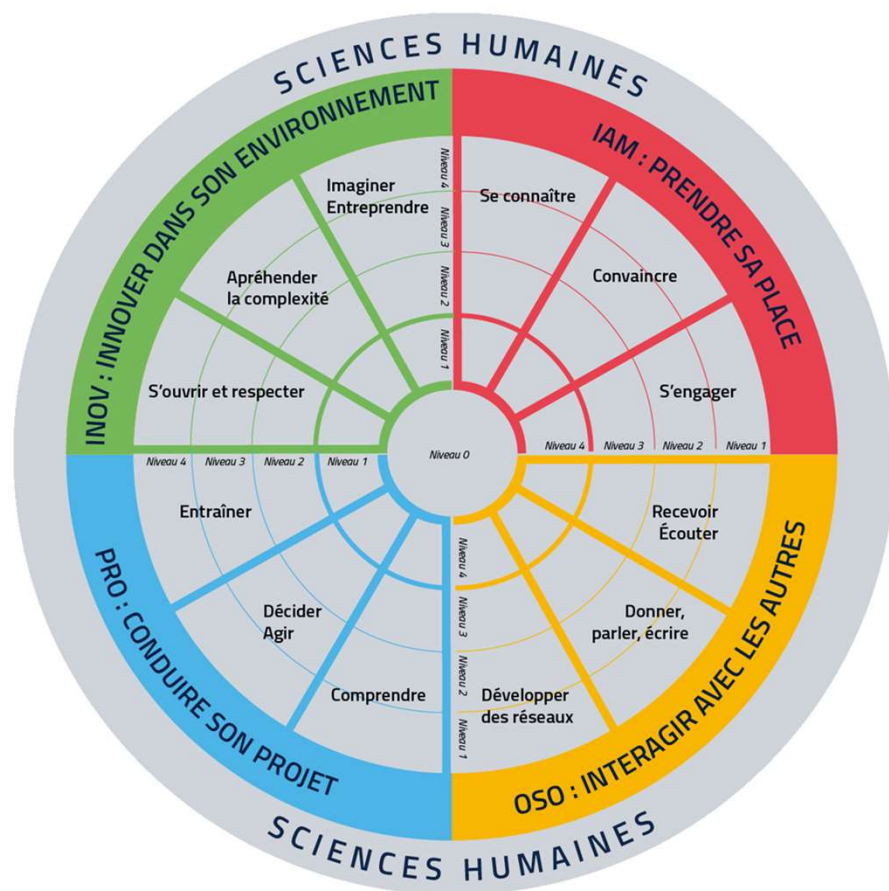 SCIENCES HUMAINES
INOV : INNOVER DANS SON ENVIRONNEMENT
IAM : PRENDRE SA PLACE
Imaginer
Entreprendre
Apréhender
la complexité
S'ouvrir et respecter
Niveau 4
Niveau 3
Niveau 2
Niveau 1
Se connaître
Convaincre
S'engager
Niveau 4
Niveau 3
Niveau 2
Niveau 1
Niveau 0
Niveau 4
Niveau 3
Niveau 2
Niveau 1
Entraîner
Décider
Agir
Comprendre
Niveau 4
Niveau 3
Niveau 2
Niveau 1
Recevoir
Écouter
Donner,
parler, écrire
Développer
des réseaux
PRO : CONDUIRE SON PROJET
OSO : INTERAGIR AVEC LES AUTRES
SCIENCES HUMAINES